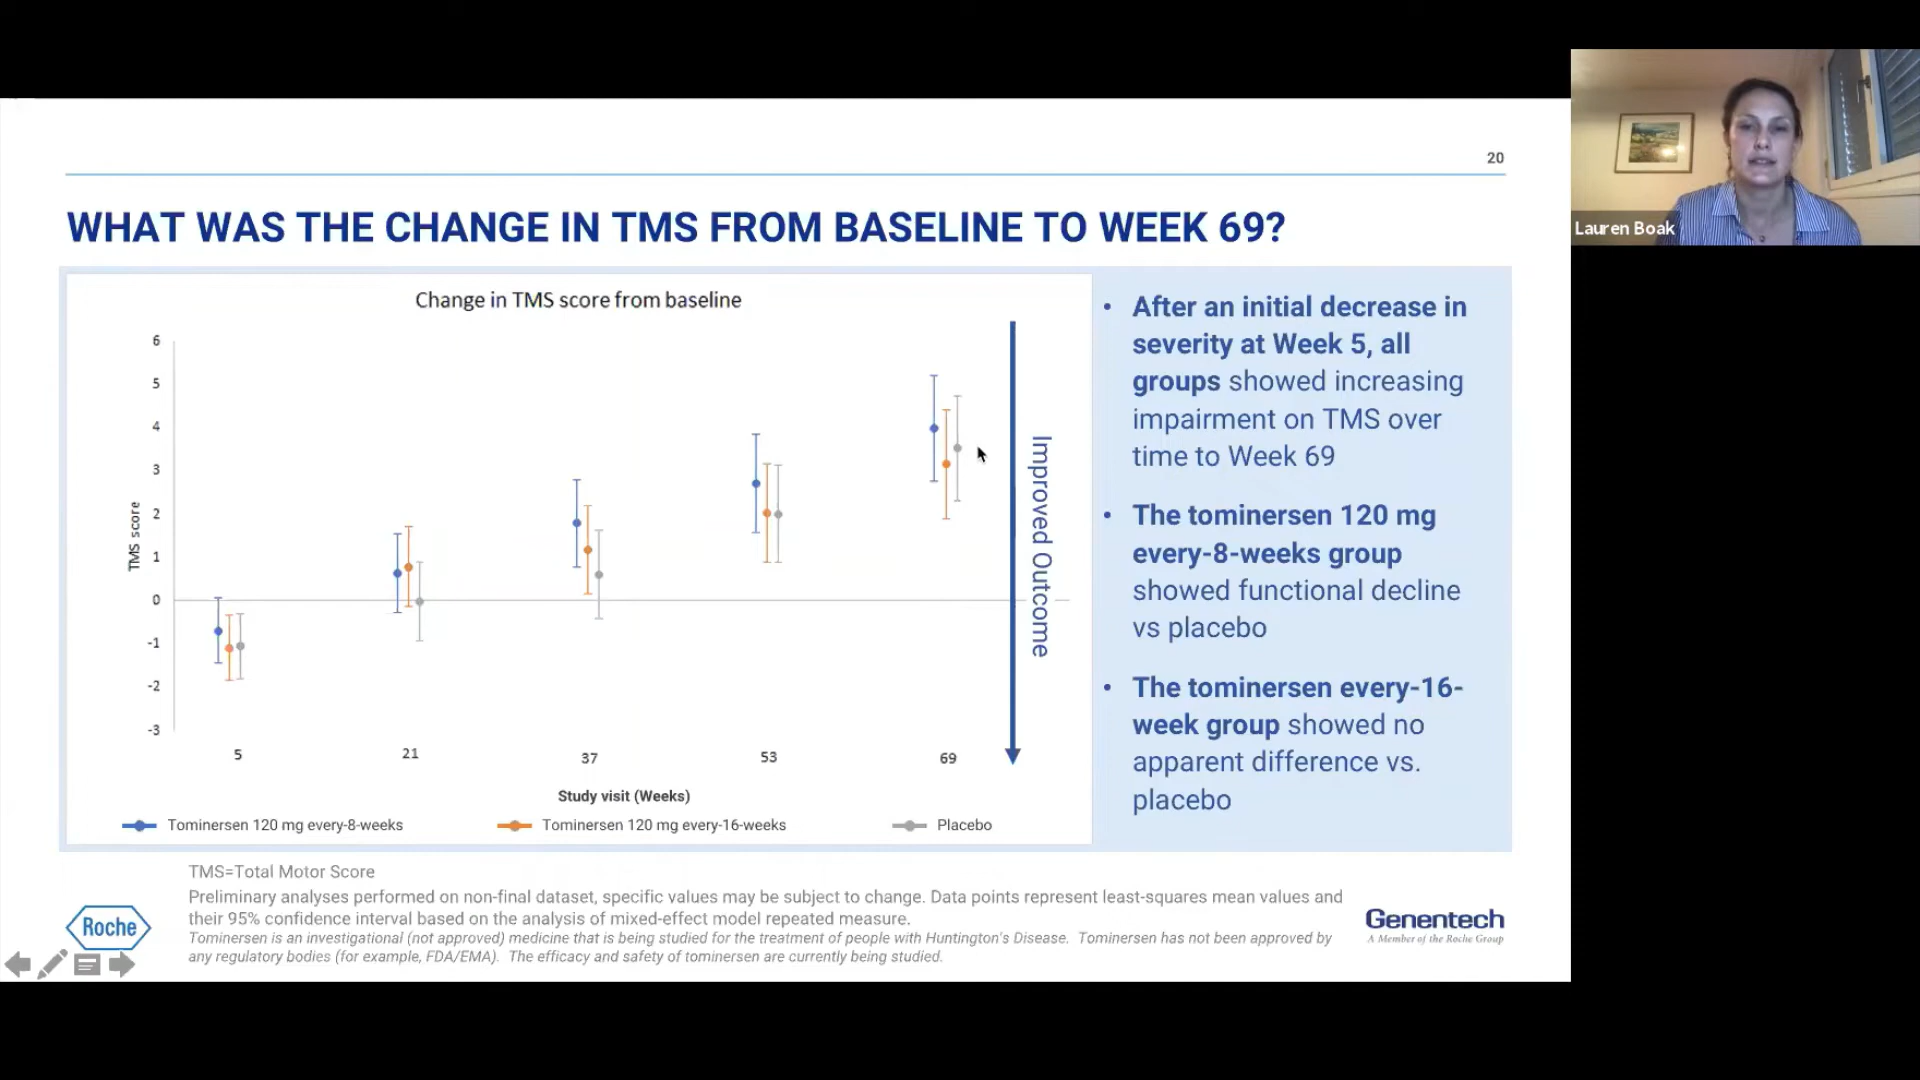 20
WHAT WAS THE CHANGE IN TMS FROM BASELINE TO WEEK 69?
Change in TMS score from baseline
6
5
4
3
2
1
0
-1
-2
-3
TMS score
5
21
37
53
69
Study visit (Weeks)
Tominersen 120 mg every-8-weeks
Tominersen 120 mg every-16-weeks
Placebo
Improved Outcome
• After an initial decrease in
severity at Week 5, all
groups showed increasing
impairment on TMS over
time to Week 69
• The tominersen 120 mg
every-8-weeks group
showed functional decline
vs placebo
• The tominersen every-16-
week group showed no
apparent difference vs.
placebo
TMS=Total Motor Score
Preliminary analyses performed on non-final dataset, specific values may be subject to change. Data points represent least-squares mean values and
their 95% confidence interval based on the analysis of mixed-effect model repeated measure.
Tominersen is an investigational (not approved) medicine that is being studied for the treatment of people with Huntington's Disease. Tominersen has not been approved by
any regulatory bodies (for example, FDA/EMA). The efficacy and safety of tominersen are currently being studied.
Roche
Genentech
A Member of the Roche Group
Lauren Boak